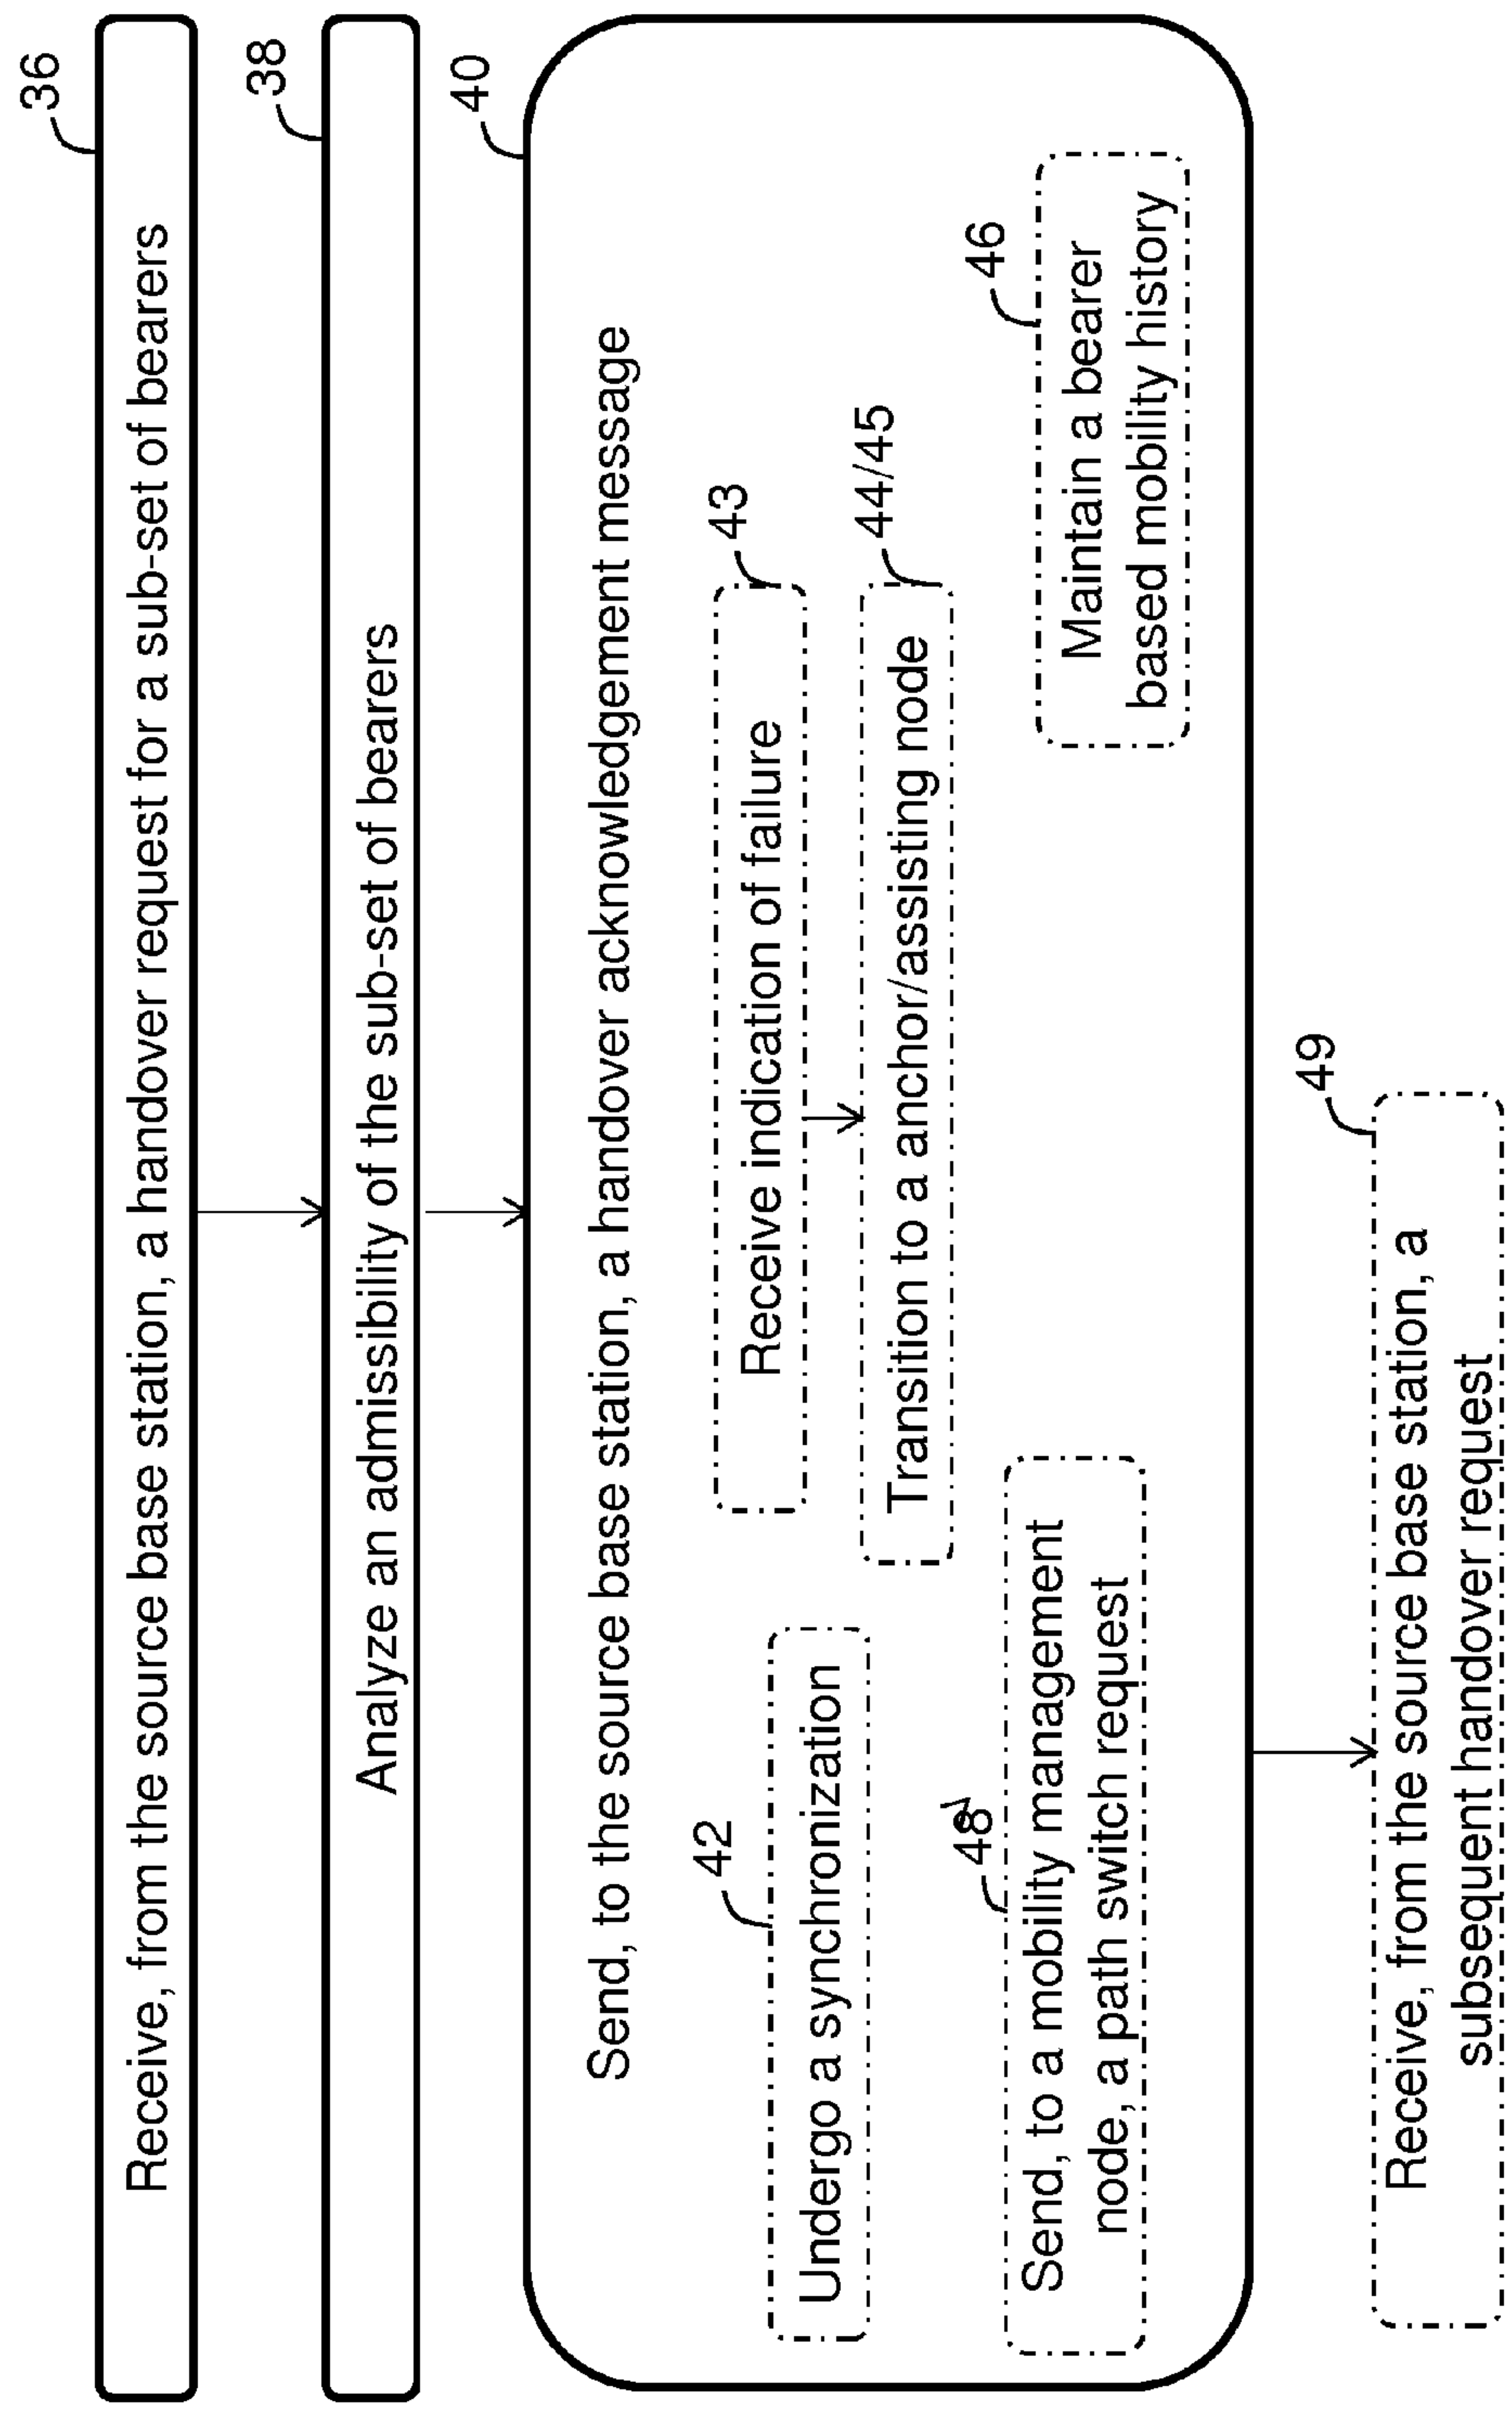 36
Receive, from the source base station, a handover request for a sub-set of bearers
38
Analyze an admissibility of the sub-set of bearers
40
Send, to the source base station, a handover acknowledgement message
42
Undergo a synchronization
43
Receive indication of failure
44/45
Transition to a anchor/assisting node
48
Send, to a mobility management
node, a path switch request
46
Maintain a bearer
based mobility history
49
Receive, from the source base station, a
subsequent handover request